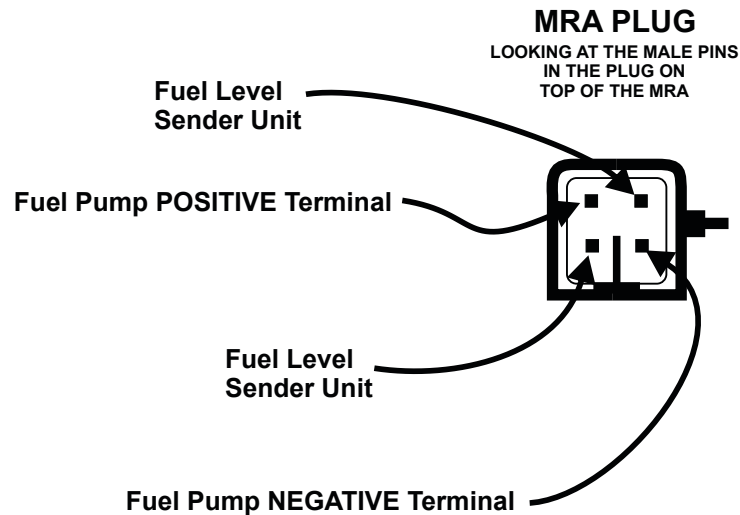 MRA PLUG
LOOKING AT THE MALE PINS
IN THE PLUG ON
TOP OF THE MRA
Fuel Level
Sender Unit
Fuel Pump POSITIVE Terminal
Fuel Level
Sender Unit
Fuel Pump NEGATIVE Terminal